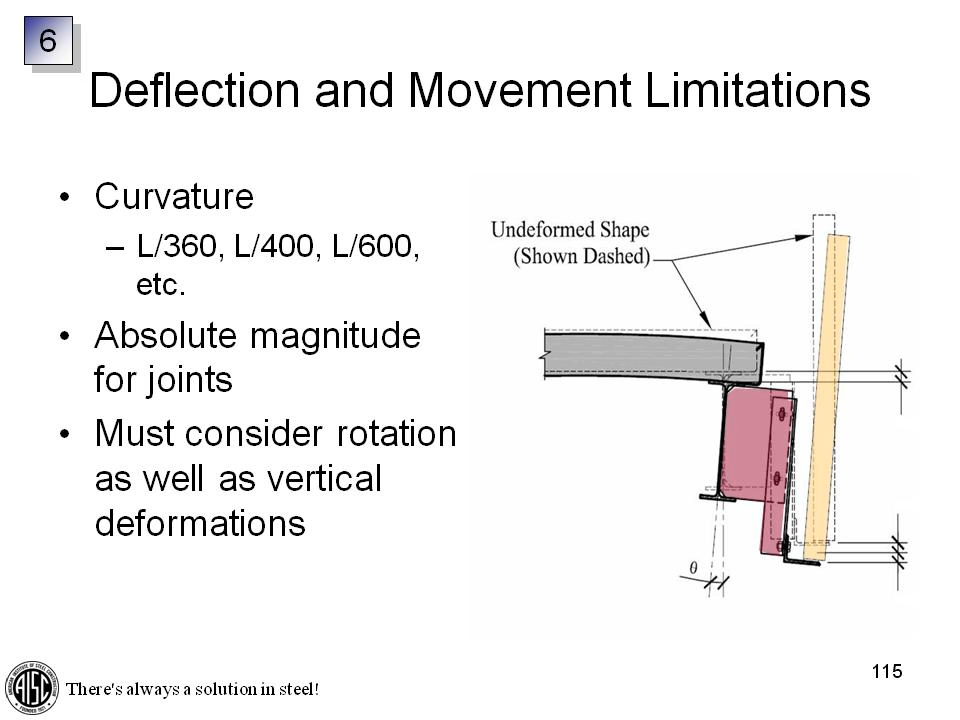 6
Deflection and Movement Limitations
• Curvature
– L/360, L/400, L/600,
etc.
• Absolute magnitude
for joints
• Must consider rotation
as well as vertical
deformations
Undeformed Shape
(Shown Dashed)
θ
AISC
There's always a solution in steel!
115